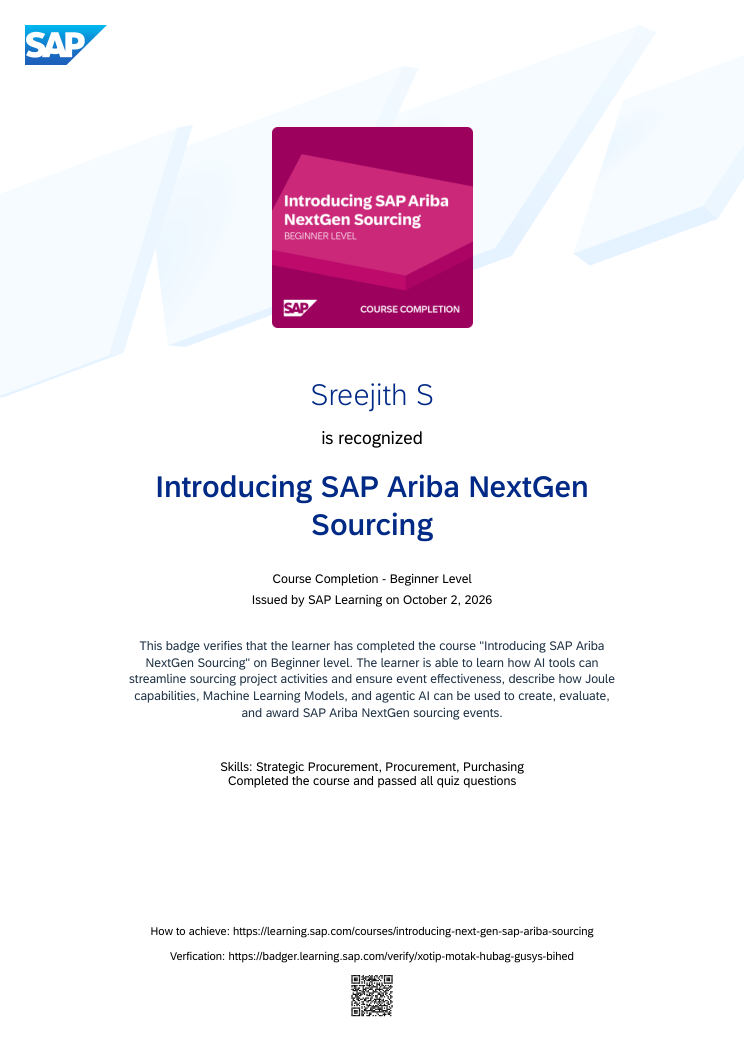 SAP
Introducing SAP Ariba
NextGen Sourcing
BEGINNER LEVEL
SAP
COURSE COMPLETION
Sreejith S
is recognized
Introducing SAP Ariba NextGen
Sourcing
Course Completion - Beginner Level
Issued by SAP Learning on October 2, 2026
This badge verifies that the learner has completed the course "Introducing SAP Ariba
NextGen Sourcing" on Beginner level. The learner is able to learn how AI tools can
streamline sourcing project activities and ensure event effectiveness, describe how Joule
capabilities, Machine Learning Models, and agentic AI can be used to create, evaluate,
and award SAP Ariba NextGen sourcing events.
Skills: Strategic Procurement, Procurement, Purchasing
Completed the course and passed all quiz questions
How to achieve: https://learning.sap.com/courses/introducing-next-gen-sap-ariba-sourcing
Verfication: https://badger.learning.sap.com/verify/xotip-motak-hubag-gusys-bihed